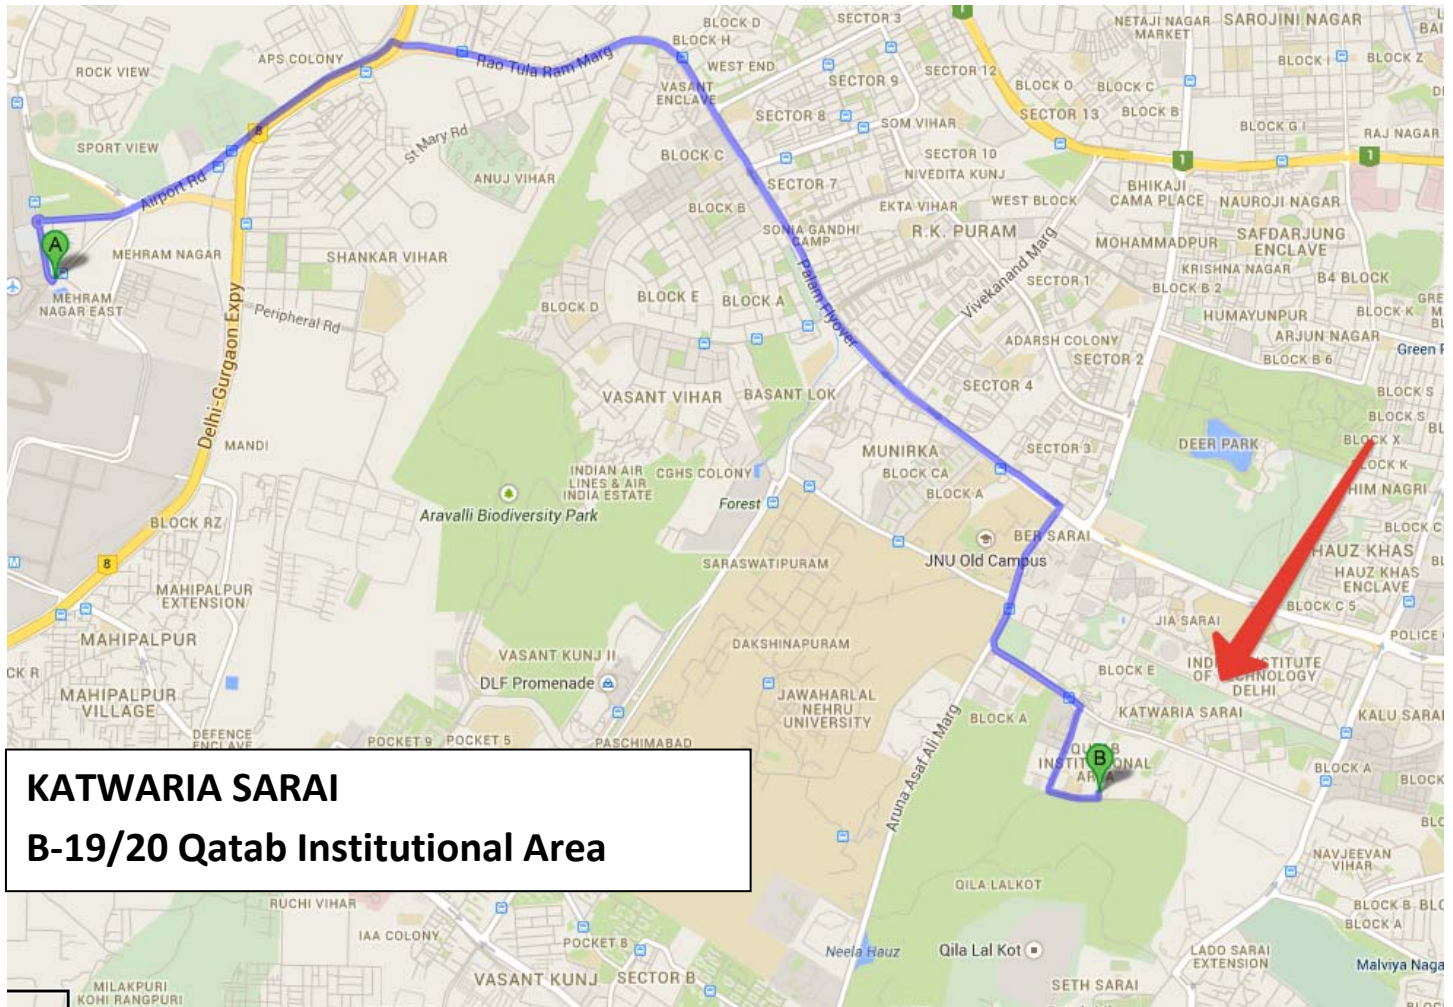 BLOCK D
SECTOR 3
NETAJI NAGAR
MARKET
SAROJINI NAGAR
BLOCK H
APS COLONY
ROCK VIEW
Rao Tula Ram Marg
WEST END
SECTOR 9
SECTOR 12
BLOCK I
BLOCK Z
VASANT
ENCLAVE
BLOCK O
BLOCK C
SECTOR 8
SOM VIHAR
SECTOR 13
BLOCK B
BLOCK G I
RAJ NAGAR
8
SPORT VIEW
St Mary Rd
BLOCK C
SECTOR 10
NIVEDITA KUNJ
1
1
ANUJ VIHAR
SECTOR 7
Airport Rd
BLOCK B
EKTA VIHAR
WEST BLOCK
BHIKAJI
CAMA PLACE
NAUROJI NAGAR
SONIA GANDHI
CAMP
R.K. PURAM
SAFDARJUNG
ENCLAVE
A
MEHRAM NAGAR
SHANKAR VIHAR
MOHAMMADPUR
Vivekanand Marg
KRISHNA NAGAR
B4 BLOCK
SECTOR 1
BLOCK B 2
MEHRAM
NAGAR EAST
BLOCK D
BLOCK E
BLOCK A
Palam Flyover
HUMAYUNPUR
BLOCK K
Peripheral Rd
ARJUN NAGAR
ADARSH COLONY
SECTOR 2
BLOCK B 6
Delhi-Gurgaon Expy
VASANT VIHAR
BASANT LOK
SECTOR 4
BLOCK S
BLOCK S
MANDI
MUNIRKA
SECTOR 3
DEER PARK
BLOCK X
INDIAN AIR
LINES & AIR
INDIA ESTATE
CGHS COLONY
BLOCK CA
BLOCK A
BLOCK K
Forest
Aravalli Biodiversity Park
BLOCK RZ
BLOCK C
BER SARAI
HAUZ KHAS
HAUZ KHAS
ENCLAVE
8
SARASWATIPURAM
JNU Old Campus
MAHIPALPUR
EXTENSION
BLOCK C 5
JIA SARAI
MAHIPALPUR
DAKSHINAPURAM
POLICE
VASANT KUNJ II
BLOCK E
OF TECHNOLOGY
DELHI
DLF Promenade
MAHIPALPUR
VILLAGE
JAWAHARLAL
NEHRU
UNIVERSITY
Aruna Asaf Ali Marg
BLOCK A
KATWARIA SARAI
KALU SARAI
DEFENCE
POCKET 9
POCKET 5
PASCHIMABAD
B
BLOCK A
BLOCK
KATWARIA SARAI
B-19/20 Qatab Institutional Area
NAVJEEVAN
VIHAR
QILA LALKOT
RUCHI VIHAR
BLOCK B
BLOCK A
IAA COLONY
POCKET B
Neela Hauz
Qila Lal Kot
LADO SARAI
EXTENSION
VASANT KUNJ
SECTOR B
SETH SARAI
MILAKPURI
KOHI RANGPURI